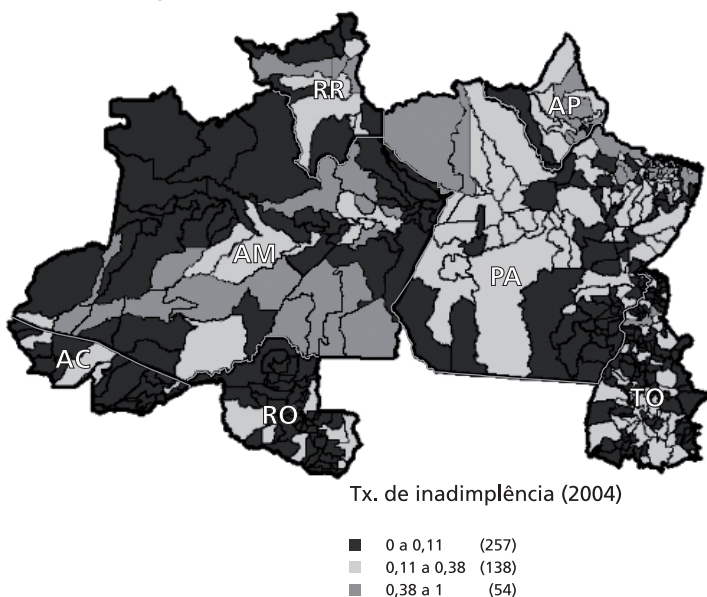 RR
AP
AM
PA
AC
RO
TO
Tx. de inadimplência (2004)
0 a 0,11 (257)
0,11 a 0,38 (138)
0,38 a 1 (54)